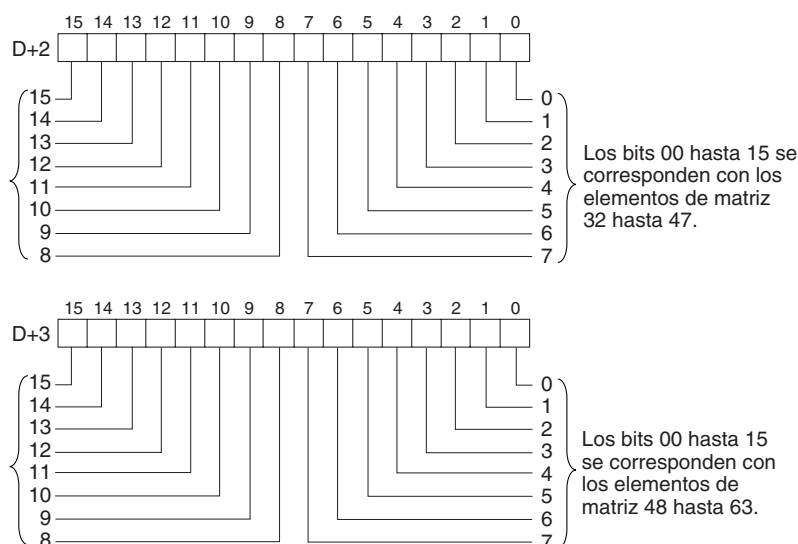 15 14 13 12 11 10 9 8 7 6 5 4 3 2 1 0
D+2
15 0
14 1
13 2
12 3
11 4
10 5
9 6
8 7
Los bits 00 hasta 15 se
corresponden con los
elementos de matriz
32 hasta 47.
15 14 13 12 11 10 9 8 7 6 5 4 3 2 1 0
D+3
15 0
14 1
13 2
12 3
11 4
10 5
9 6
8 7
Los bits 00 hasta 15
se corresponden con
los elementos de
matriz 48 hasta 63.